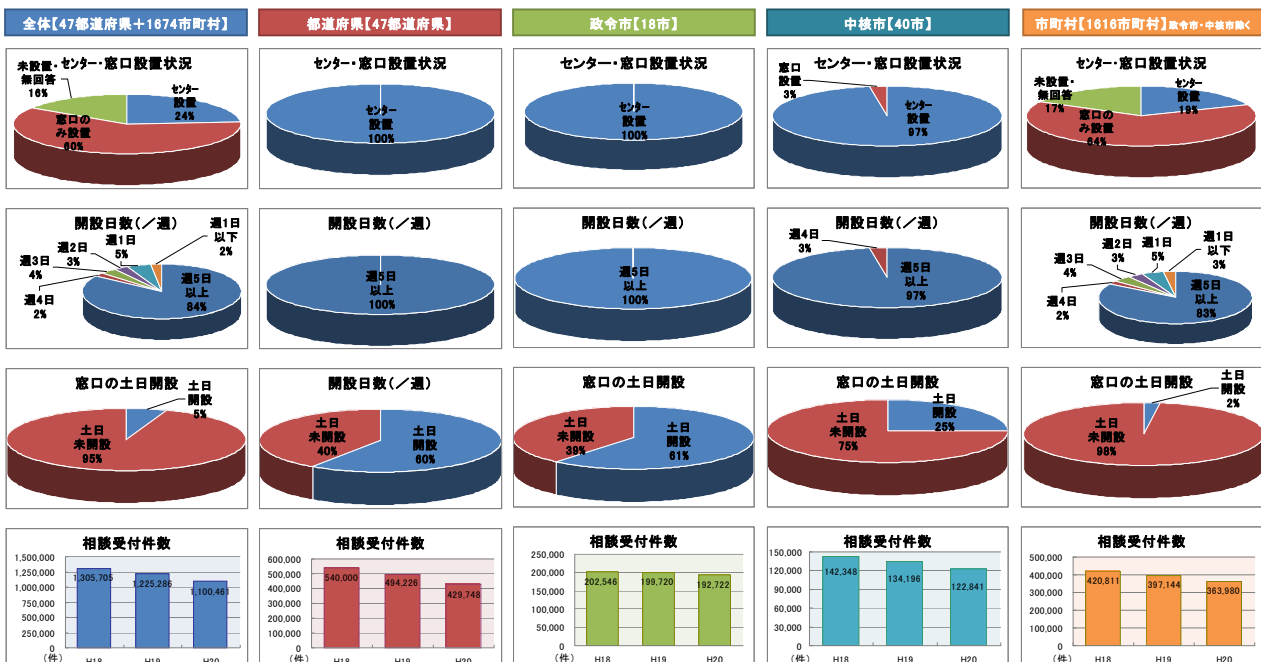 全体【47都道府県＋1674市町村】
都道府県【47都道府県】
政令市【18市】
中核市【40市】
市町村【1616市町村】政令市・中核市除く
センター・窓口設置状況
未設置・
無回答
16%
センター
設置
24%
窓口の
み設置
60%
センター・窓口設置状況
センター
設置
100%
センター・窓口設置状況
センター
設置
100%
センター・窓口設置状況
窓口
設置
3%
センター
設置
97%
センター・窓口設置状況
未設置・
無回答
17%
センター
設置
19%
窓口の
み設置
64%
開設日数(／週)
週1日
以下
2%
週1日
5%
週2日
3%
週3日
4%
週4日
2%
週5日
以上
84%
開設日数(／週)
週5日
以上
100%
開設日数(／週)
週5日
以上
100%
開設日数(／週)
週4日
3%
週5日
以上
97%
開設日数(／週)
週1日
以下
3%
週1日
5%
週2日
3%
週3日
4%
週4日
2%
週5日
以上
83%
窓口の土日開設
土日
開設
5%
土日
未開設
95%
開設日数(／週)
土日
未開設
40%
土日
開設
60%
窓口の土日開設
土日
未開設
39%
土日
開設
61%
窓口の土日開設
土日
開設
25%
土日
未開設
75%
窓口の土日開設
土日
開設
2%
土日
未開設
98%
相談受付件数
1,500,000
1,250,000
1,000,000
750,000
500,000
250,000
0
1,305,705
1,225,286
1,100,461
(件)
H18
H19
H20
相談受付件数
600,000
500,000
400,000
300,000
200,000
100,000
0
540,000
494,226
429,748
(件)
H18
H19
H20
相談受付件数
250,000
200,000
150,000
100,000
50,000
0
202,546
199,720
192,722
(件)
H18
H19
H20
相談受付件数
150,000
120,000
90,000
60,000
30,000
0
142,348
134,196
122,841
(件)
H18
H19
H20
相談受付件数
500,000
400,000
300,000
200,000
100,000
0
420,811
397,144
363,980
(件)
H18
H19
H20